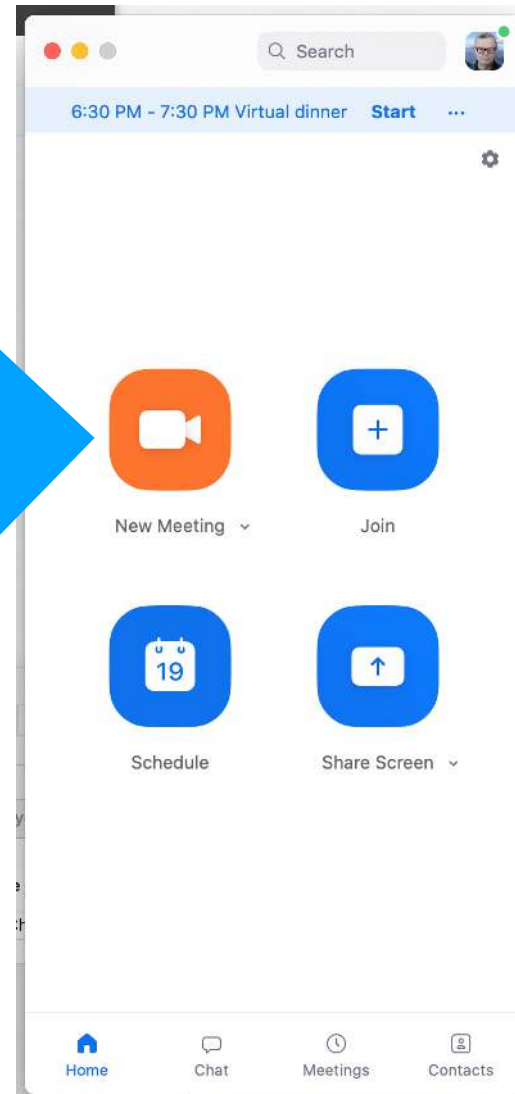 Search
6:30 PM - 7:30 PM Virtual dinner Start ...
New Meeting
Join
19
Schedule
Share Screen
Home
Chat
Meetings
Contacts